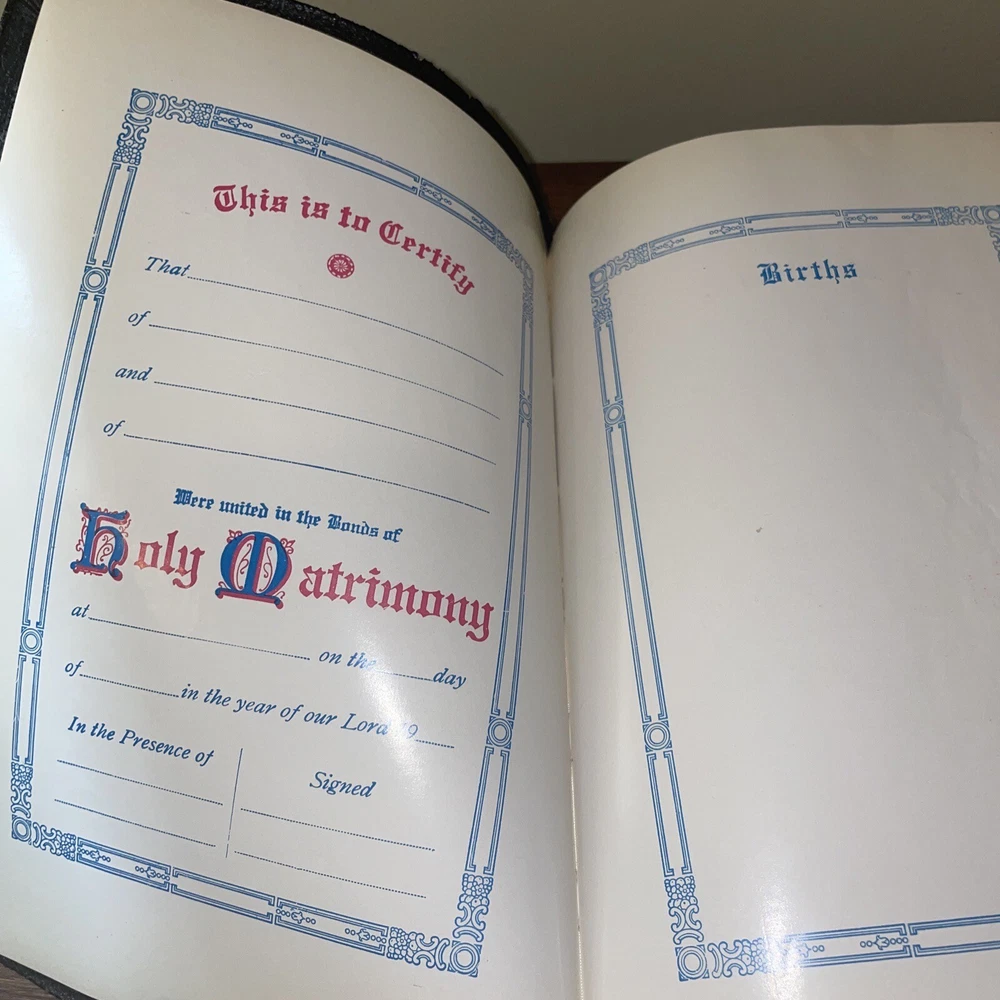 This is to Certify
That
of
and
of
Were united in the Bonds of
Holy Matrimony
at on the day
of in the year of our Lord 19
In the Presence of
Signed
Births